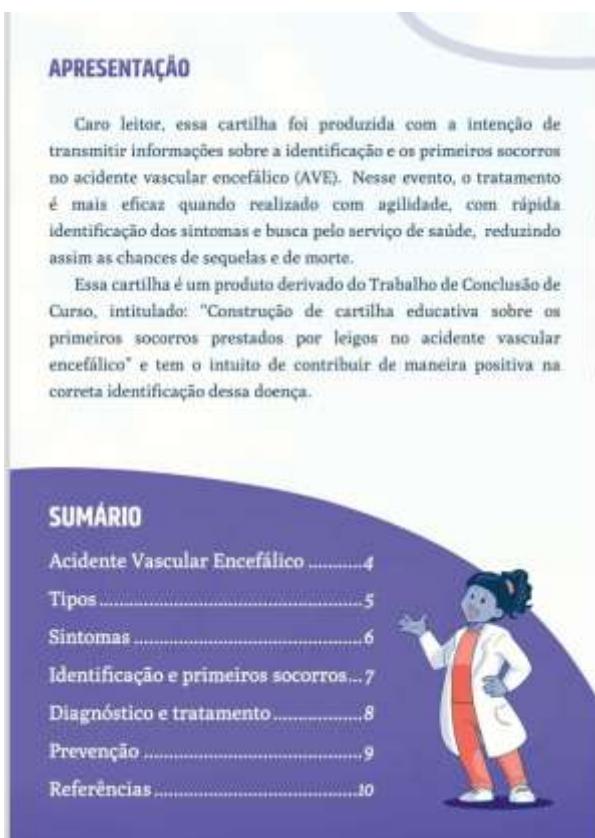 APRESENTAÇÃO
Caro leitor, essa cartilha foi produzida com a intenção de
transmitir informações sobre a identificação e os primeiros socorros
no acidente vascular encefálico (AVE). Nesse evento, o tratamento
é mais eficaz quando realizado com agilidade, com rápida
identificação dos sintomas e busca pelo serviço de saúde, reduzindo
assim as chances de sequelas e de morte.
Essa cartilha é um produto derivado do Trabalho de Conclusão de
Curso, intitulado: "Construção de cartilha educativa sobre os
primeiros socorros prestados por leigos no acidente vascular
encefálico" e tem o intuito de contribuir de maneira positiva na
correta identificação dessa doença.
SUMÁRIO
Acidente Vascular Encefálico ...........4
Tipos ..................................................5
Sintomas ...........................................6
Identificação e primeiros socorros... 7
Diagnóstico e tratamento .................8
Prevenção .........................................9
Referências ......................................10